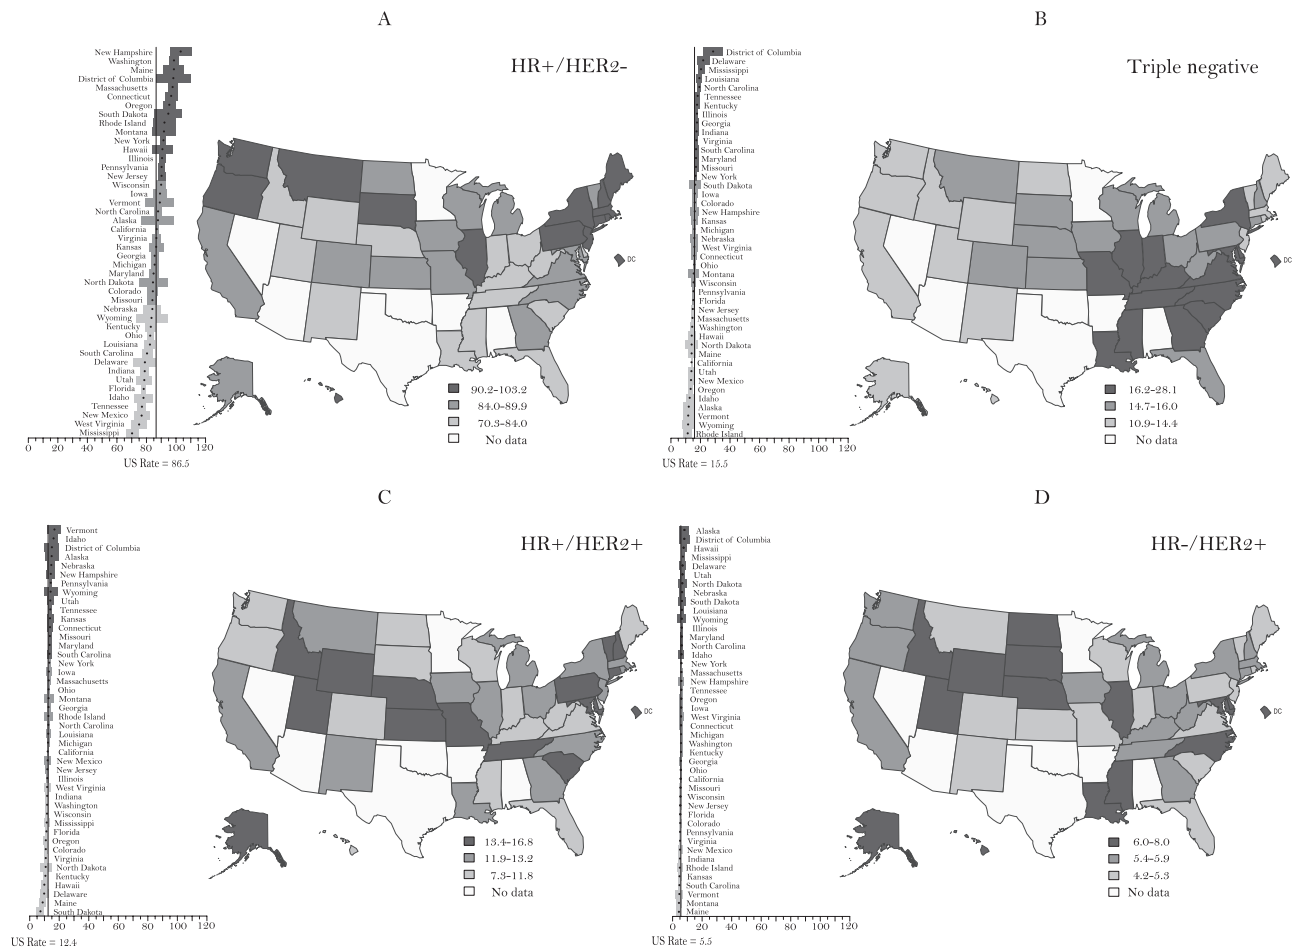 A
HR+/HER2-
New Hampshire
Washington
Maine
District of Columbia
Massachusetts
Connecticut
Oregon
South Dakota
Rhode Island
Montana
New York
Hawaii
Illinois
Pennsylvania
New Jersey
Wisconsin
Iowa
Vermont
North Carolina
Alaska
California
Virginia
Kansas
Georgia
Michigan
Maryland
North Dakota
Colorado
Missouri
Nebraska
Wyoming
Kentucky
Ohio
Louisiana
South Carolina
Delaware
Indiana
Utah
Florida
Idaho
Tennessee
New Mexico
West Virginia
Mississippi
0 20 40 60 80 100 120
US Rate = 86.5
DC
90.2-103.2
84.0-89.9
70.3-84.0
No data
B
Triple negative
District of Columbia
Delaware
Mississippi
Louisiana
North Carolina
Tennessee
Kentucky
Illinois
Georgia
Indiana
Virginia
South Carolina
Maryland
Missouri
New York
South Dakota
Iowa
Colorado
New Hampshire
Kansas
Michigan
Nebraska
West Virginia
Connecticut
Ohio
Montana
Wisconsin
Pennsylvania
Florida
New Jersey
Massachusetts
Washington
Hawaii
North Dakota
Maine
California
Utah
New Mexico
Oregon
Idaho
Alaska
Vermont
Wyoming
Rhode Island
0 20 40 60 80 100 120
US Rate = 15.5
DC
16.2-28.1
14.7-16.0
10.9-14.4
No data
C
HR+/HER2+
Vermont
Idaho
District of Columbia
Alaska
Nebraska
New Hampshire
Pennsylvania
Wyoming
Utah
Tennessee
Kansas
Connecticut
Missouri
Maryland
South Carolina
New York
Iowa
Massachusetts
Ohio
Montana
Georgia
Rhode Island
North Carolina
Louisiana
Michigan
California
New Mexico
New Jersey
Illinois
West Virginia
Indiana
Washington
Wisconsin
Mississippi
Florida
Oregon
Colorado
Virginia
North Dakota
Kentucky
Hawaii
Delaware
Maine
South Dakota
0 20 40 60 80 100 120
US Rate = 12.4
DC
13.4-16.8
11.9-13.2
7.3-11.8
No data
D
HR-/HER2+
Alaska
District of Columbia
Hawaii
Mississippi
Delaware
Utah
North Dakota
Nebraska
South Dakota
Louisiana
Wyoming
Illinois
Maryland
North Carolina
Idaho
New York
Massachusetts
New Hampshire
Tennessee
Oregon
Iowa
West Virginia
Connecticut
Michigan
Washington
Kentucky
Georgia
Ohio
California
Missouri
Wisconsin
New Jersey
Florida
Colorado
Pennsylvania
Virginia
New Mexico
Indiana
Rhode Island
Kansas
South Carolina
Vermont
Montana
Maine
0 20 40 60 80 100 120
US Rate = 5.5
DC
6.0-8.0
5.4-5.9
4.2-5.3
No data